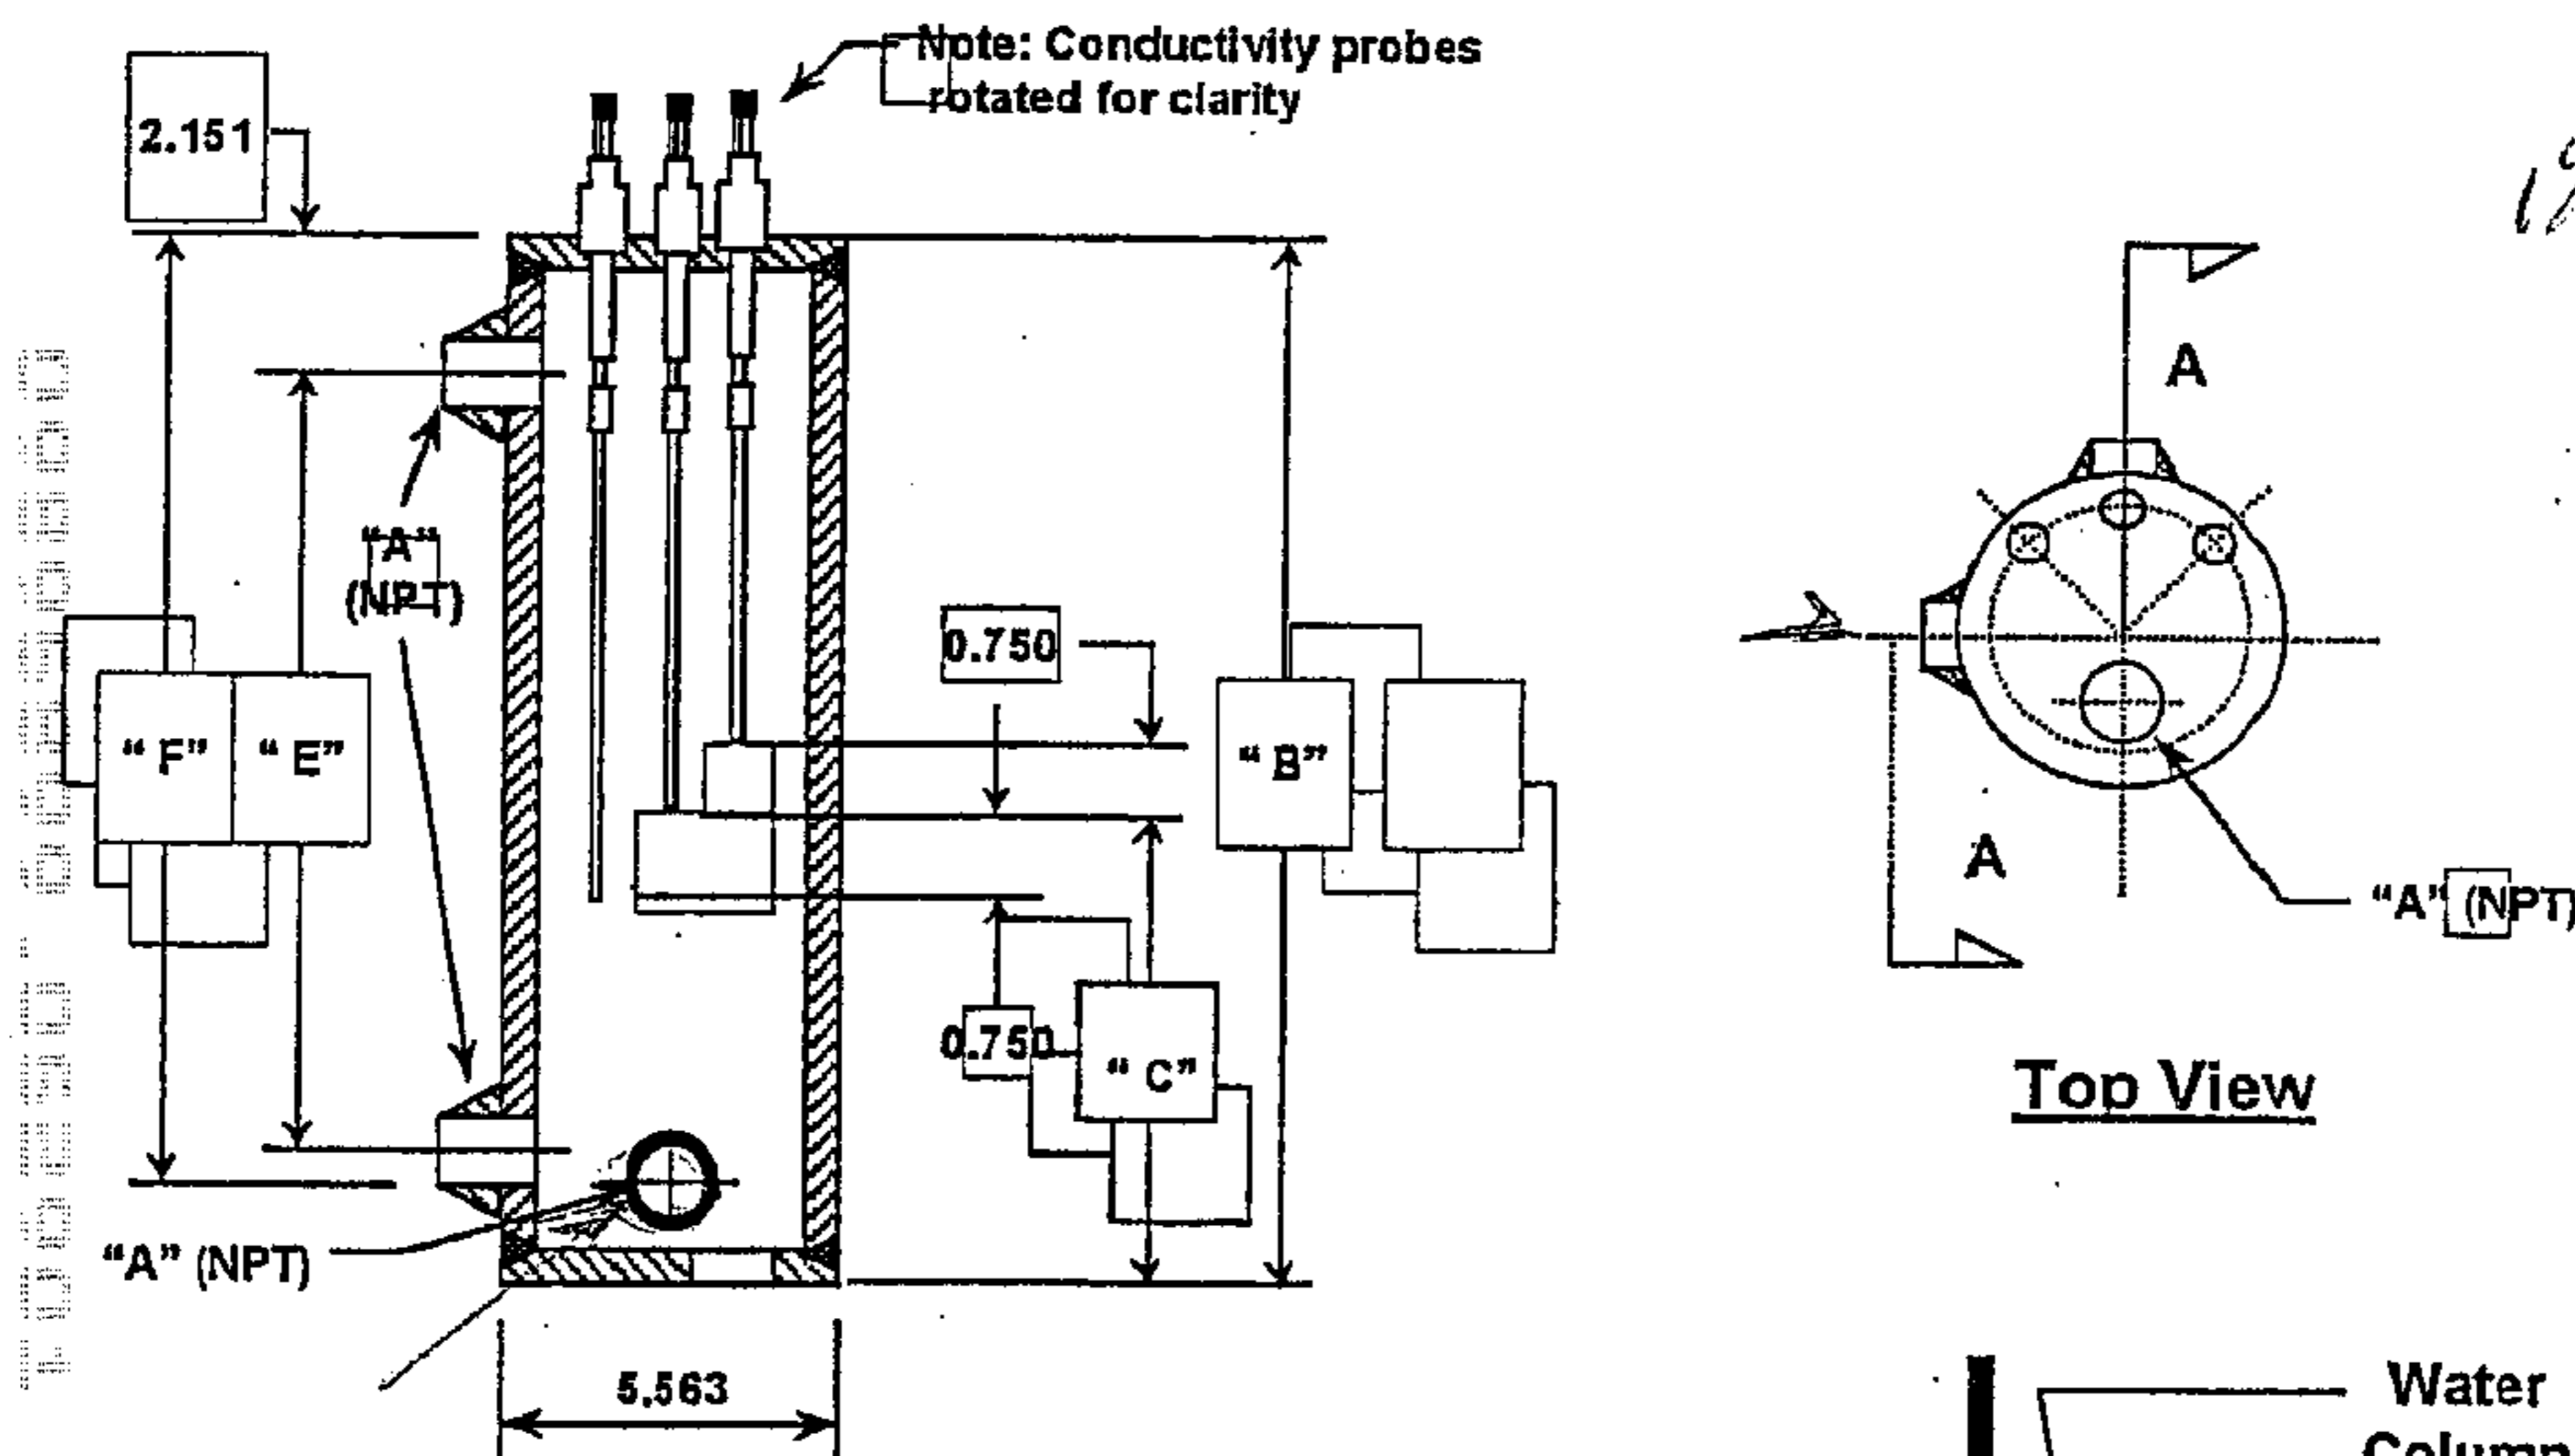 Note: Conductivity probes
rotated for clarity
2.151
A
"A"
(NPT)
0.750
"F"
"E"
"B"
A
"A" (NPT)
0.750
"C"
Top View
"A" (NPT)
5.563
Water
Column